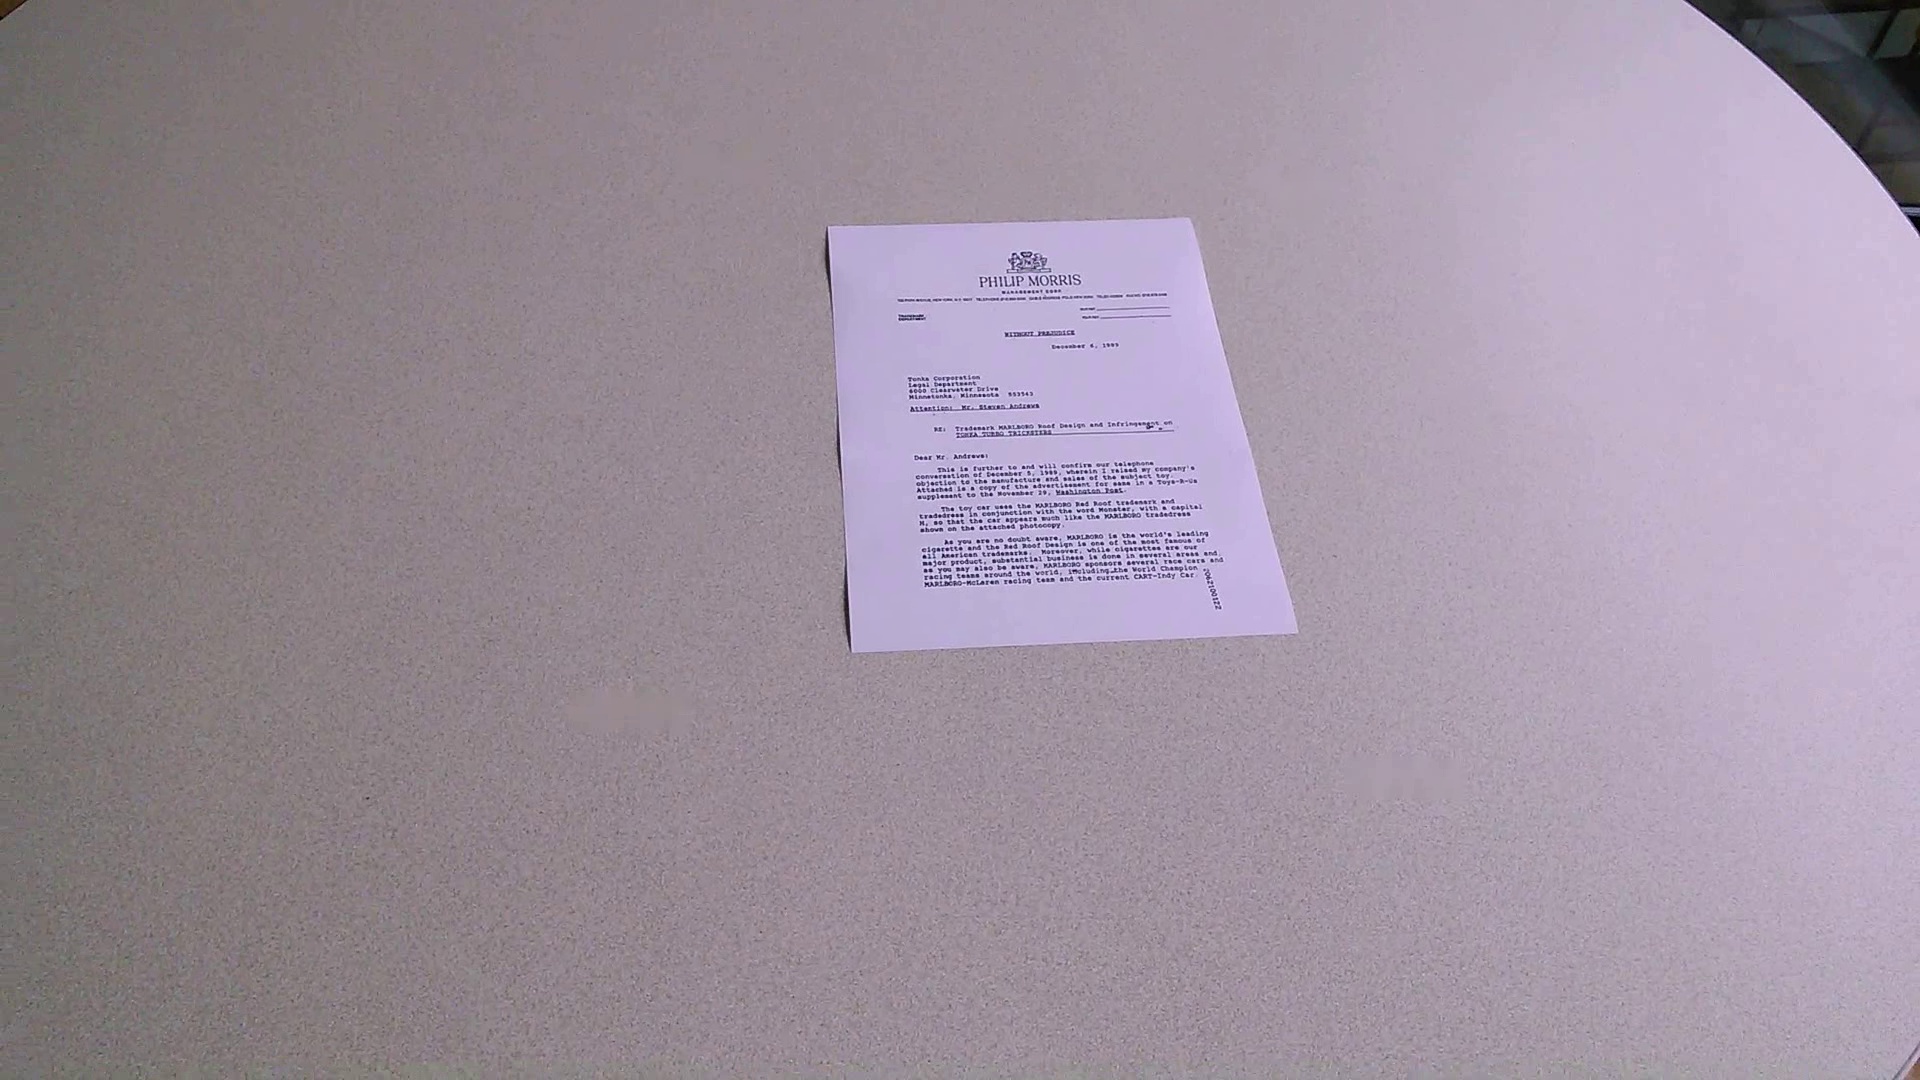 PHILIP MORRIS
MANAGEMENT CORP.
TRADEMARK
DEPARTMENT
WITHOUT PREJUDICE
December 6, 1989
Tonka Corporation
Legal Department
6000 Clearwater Drive
Minnetonka, Minnesota 553543
Attention: Mr. Steven Andrews
RE: Trademark MARLBORO Roof Design and Infringement on
TONKA TURBO TRICKSTERS
Dear Mr. Andrews:
This is further to and will confirm our telephone
conversation of December 5, 1989, wherein I raised my company's
objection to the manufacture and sales of the subject toy.
Attached is a copy of the advertisement for same in a Toys-R-Us
supplement to the November 29, Washington Post.
The toy car uses the MARLBORO Red Roof trademark and
tradedress in conjunction with the word Monster, with a capital
M, so that the car appears much like the MARLBORO tradedress
shown on the attached photocopy.
As you are no doubt aware, MARLBORO is the world's leading
cigarette and the Red Roof Design is one of the most famous of
all American trademarks. Moreover, while cigarettes are our
major product, substantial business is done in several areas and,
as you may also be aware, MARLBORO sponsors several race cars and
racing teams around the world, including the World Champion
MARLBORO-McLaren racing team and the current CART-Indy Car.